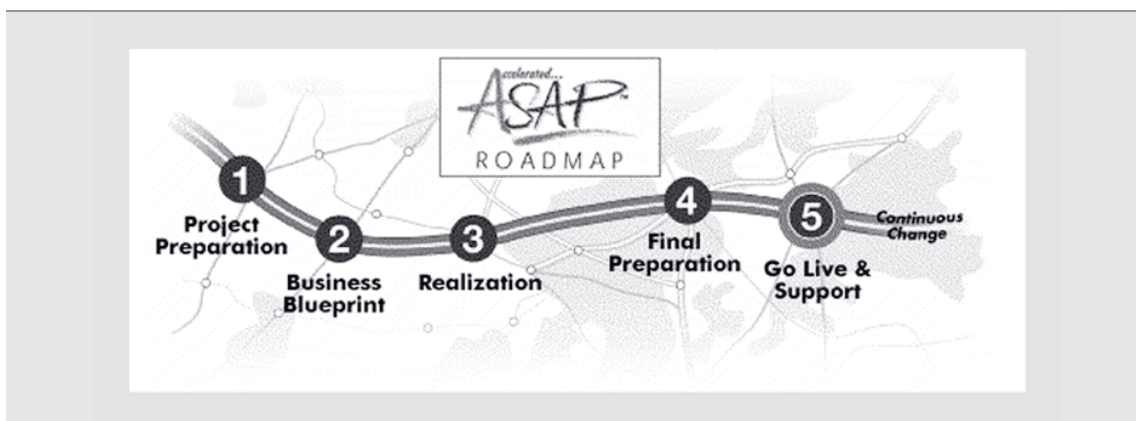 Accelerated...
ASAP™
ROADMAP
1
Project
Preparation
2
Business
Blueprint
3
Realization
4
Final
Preparation
5
Go Live &
Support
Continuous
Change